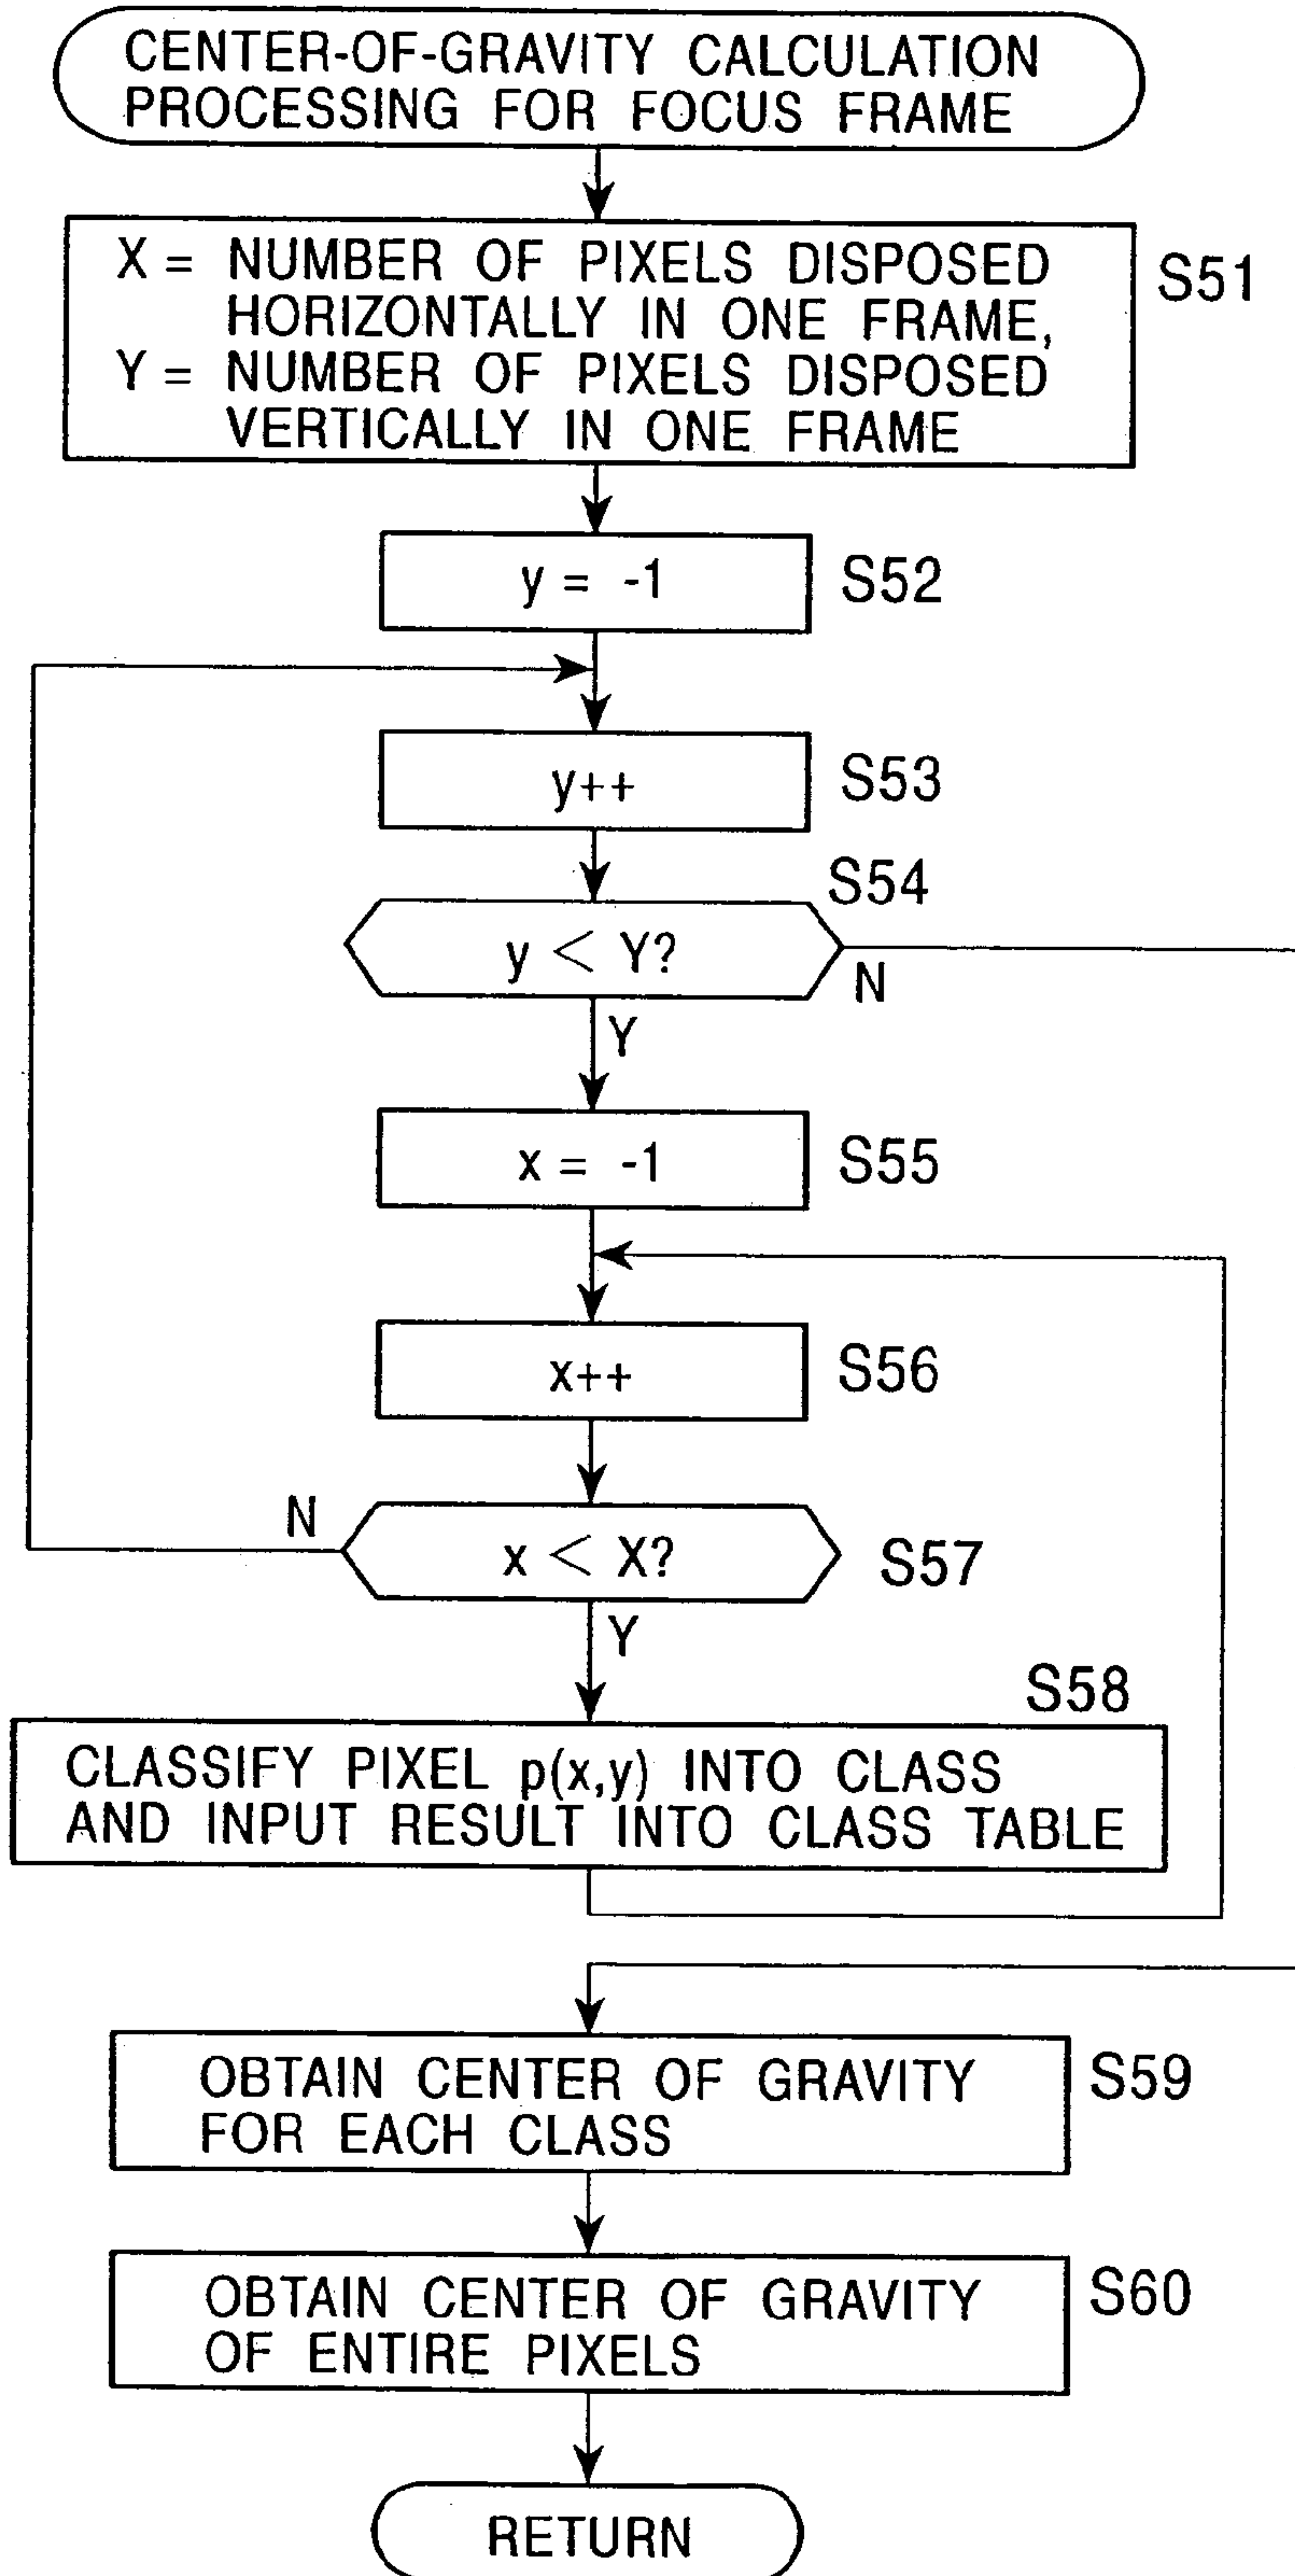 CENTER-OF-GRAVITY CALCULATION
PROCESSING FOR FOCUS FRAME
X = NUMBER OF PIXELS DISPOSED
HORIZONTALLY IN ONE FRAME,
Y = NUMBER OF PIXELS DISPOSED
VERTICALLY IN ONE FRAME
S51
y = -1
S52
y++
S53
S54
y < Y?
N
Y
x = -1
S55
x++
S56
N
x < X?
S57
Y
S58
CLASSIFY PIXEL p(x,y) INTO CLASS
AND INPUT RESULT INTO CLASS TABLE
OBTAIN CENTER OF GRAVITY
FOR EACH CLASS
S59
OBTAIN CENTER OF GRAVITY
OF ENTIRE PIXELS
S60
RETURN